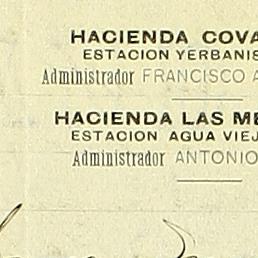 HACIENDA COVA
ESTACION YERBANIS
Administrador FRANCISCO A
HACIENDA LAS ME
ESTACION AGUA VIEJ
Administrador ANTONIO